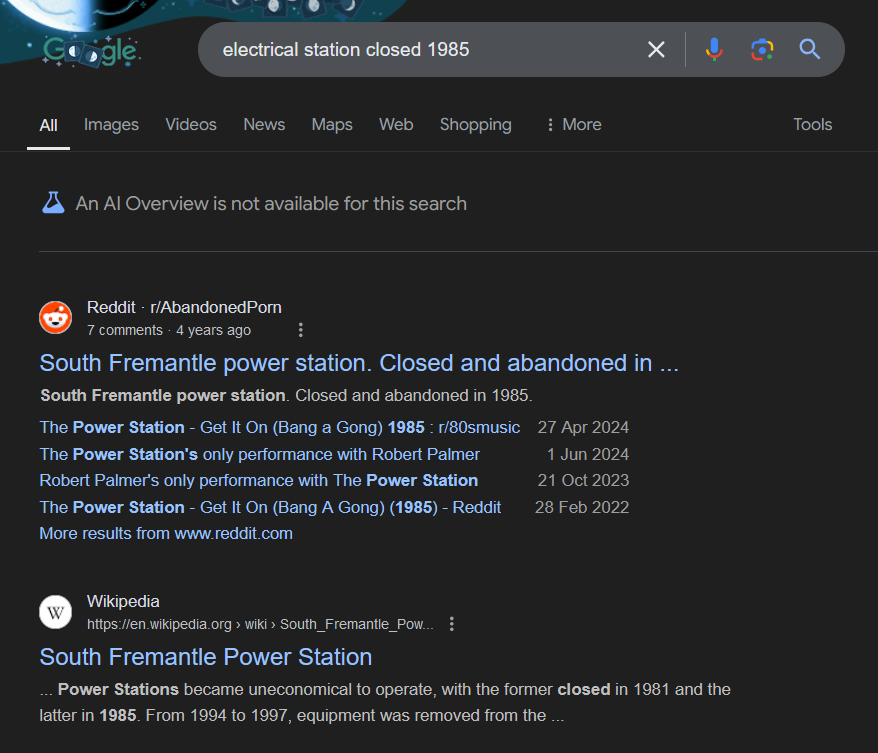 Google
electrical station closed 1985
All Images Videos News Maps Web Shopping More Tools
An AI Overview is not available for this search
Reddit · r/AbandonedPorn
7 comments · 4 years ago
South Fremantle power station. Closed and abandoned in ...
South Fremantle power station. Closed and abandoned in 1985.
The Power Station - Get It On (Bang a Gong) 1985 : r/80smusic 27 Apr 2024
The Power Station's only performance with Robert Palmer 1 Jun 2024
Robert Palmer's only performance with The Power Station 21 Oct 2023
The Power Station - Get It On (Bang A Gong) (1985) - Reddit 28 Feb 2022
More results from www.reddit.com
W
Wikipedia
https://en.wikipedia.org › wiki › South_Fremantle_Pow...
South Fremantle Power Station
... Power Stations became uneconomical to operate, with the former closed in 1981 and the
latter in 1985. From 1994 to 1997, equipment was removed from the ...